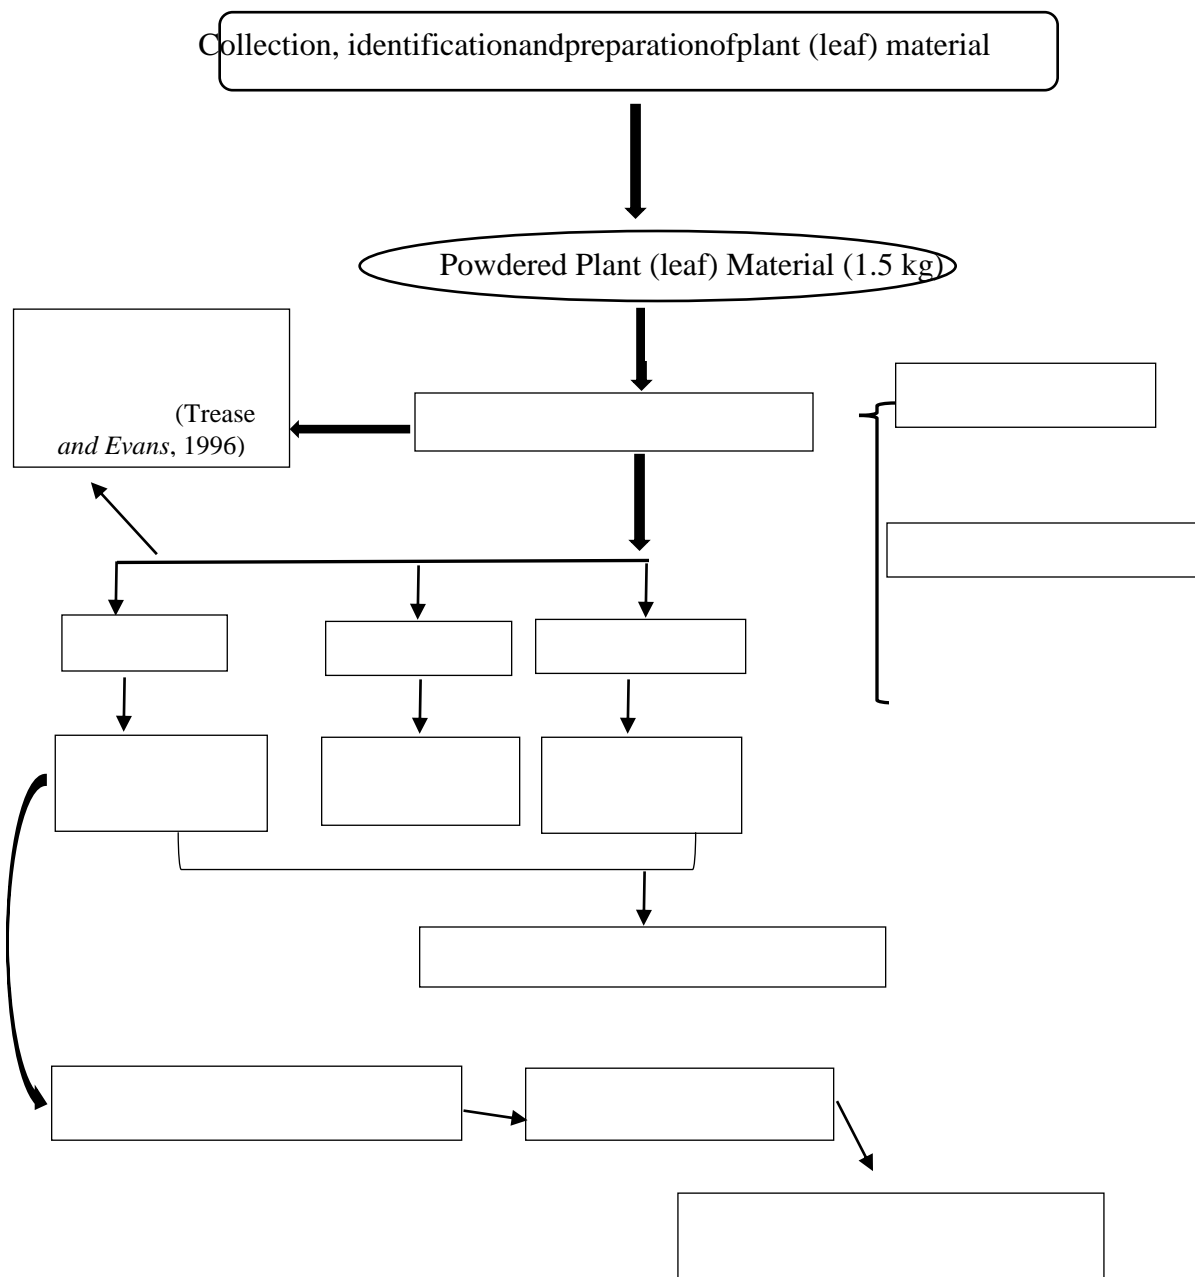 Collection, identificationandpreparationofplant (leaf) material
Powdered Plant (leaf) Material (1.5 kg)
(Trease
and Evans, 1996)